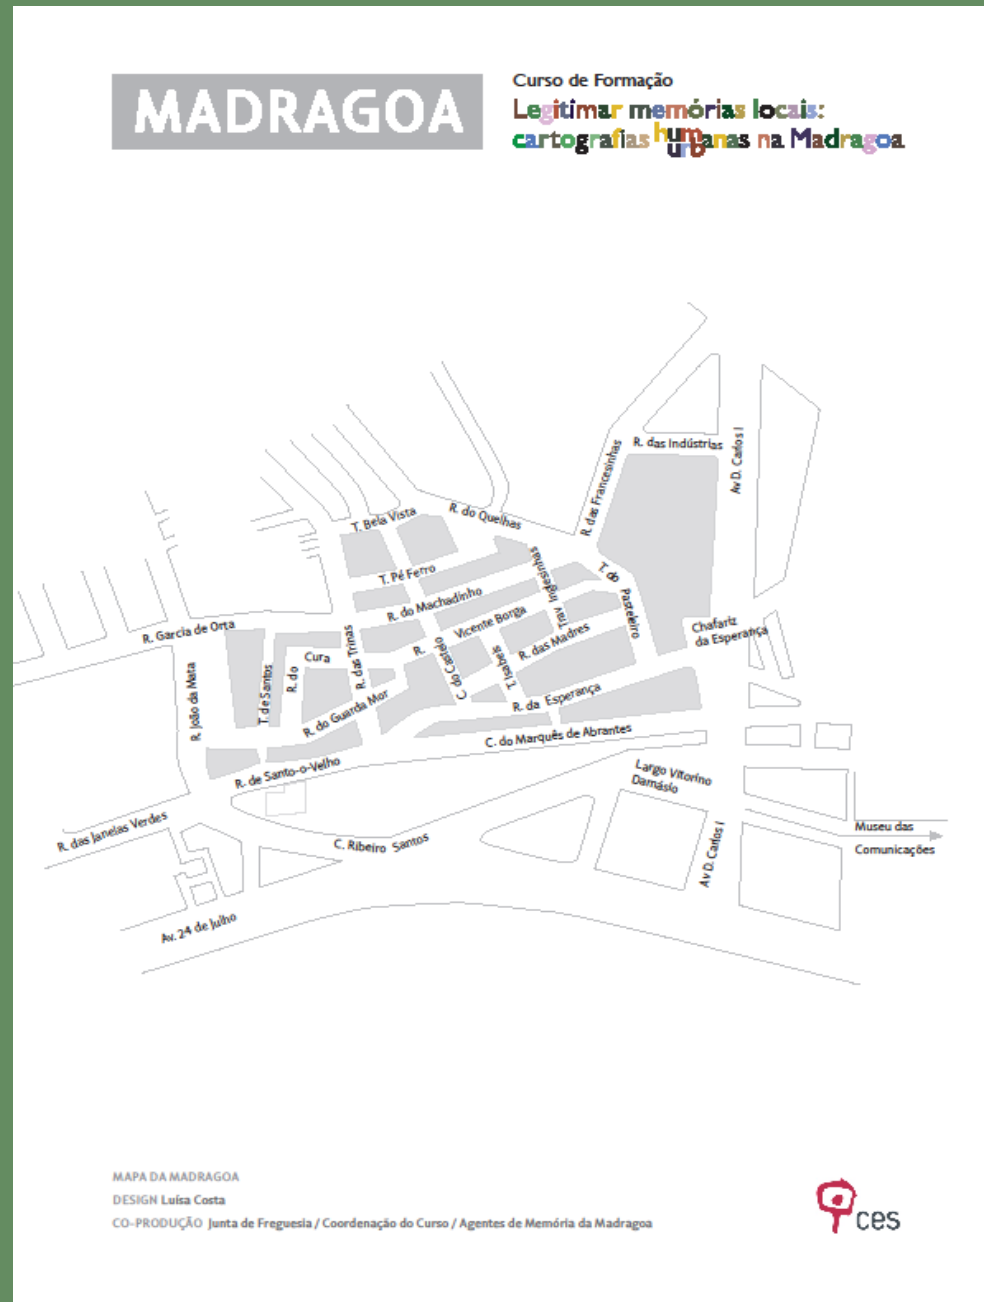 MADRAGOA
Curso de Formação
Legitimar memórias locais:
cartografias humanas na Madragoa
urb
R. das Indústrias
Av D. Carlos I
R. das Francesinhas
R. do Quelhas
T. Bela Vista
T. Pé Ferro
R. do Machadinho
Trav Inglesinhas
T. do
Pasteleiro
Chafariz
da Esperança
R. Garcia de Orta
R. Vicente Borga
R. das Madres
C. do Castelo
T. Isabeis
R. das Trinas
R. do Cura
T. de Santos
R. João da Mata
R. do Guarda Mor
R. da Esperança
C. do Marquês de Abrantes
R. de Santo-o-Velho
Largo Vitorino
Damásio
R. das Janelas Verdes
C. Ribeiro Santos
Av D. Carlos I
Museu das
Comunicações
Av. 24 de Julho
MAPA DA MADRAGOA
DESIGN Luísa Costa
CO-PRODUÇÃO Junta de Freguesia / Coordenação do Curso / Agentes de Memória da Madragoa
ces